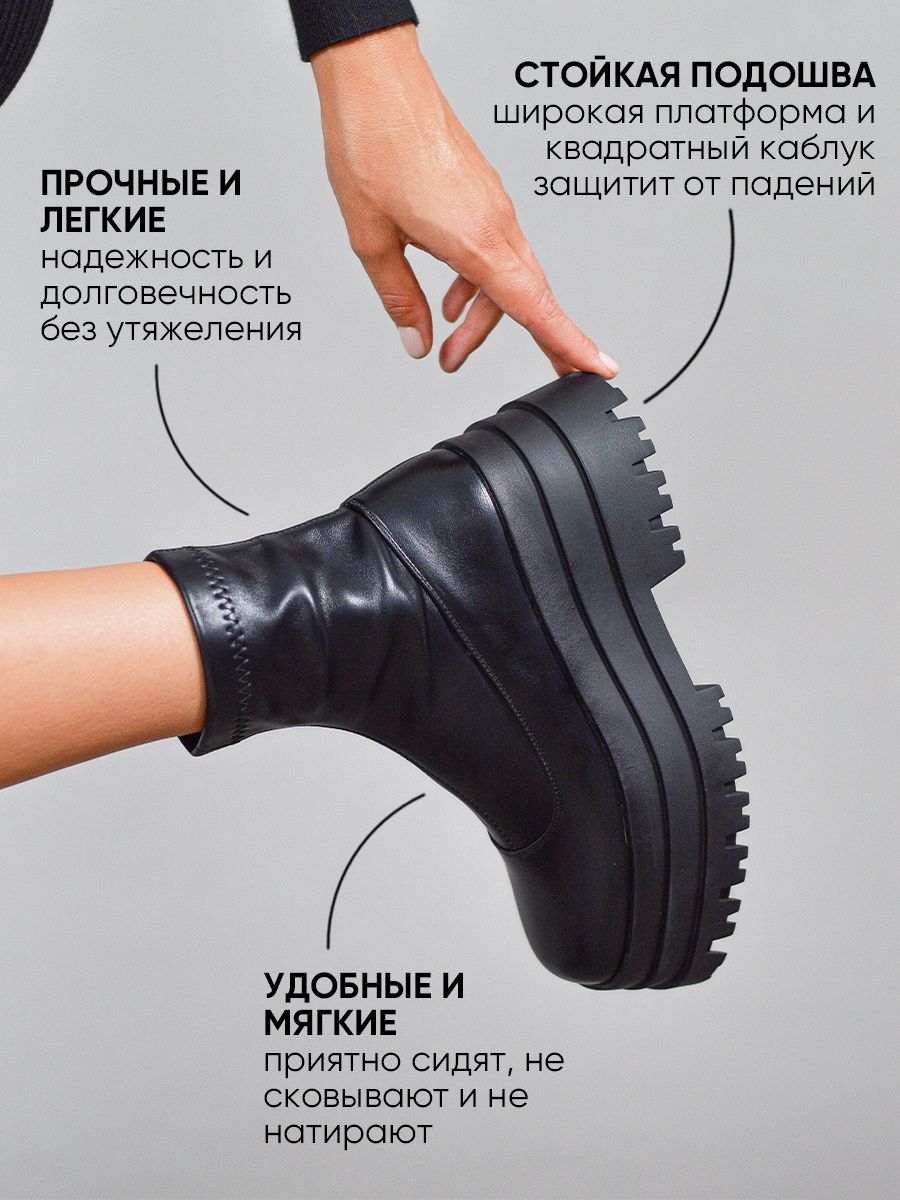 СТОЙКАЯ ПОДОШВА
широкая платформа и
квадратный каблук
защитит от падений
ПРОЧНЫЕ И
ЛЕГКИЕ
надежность и
долговечность
без утяжеления
УДОБНЫЕ И
МЯГКИЕ
приятно сидят, не
сковывают и не
натирают